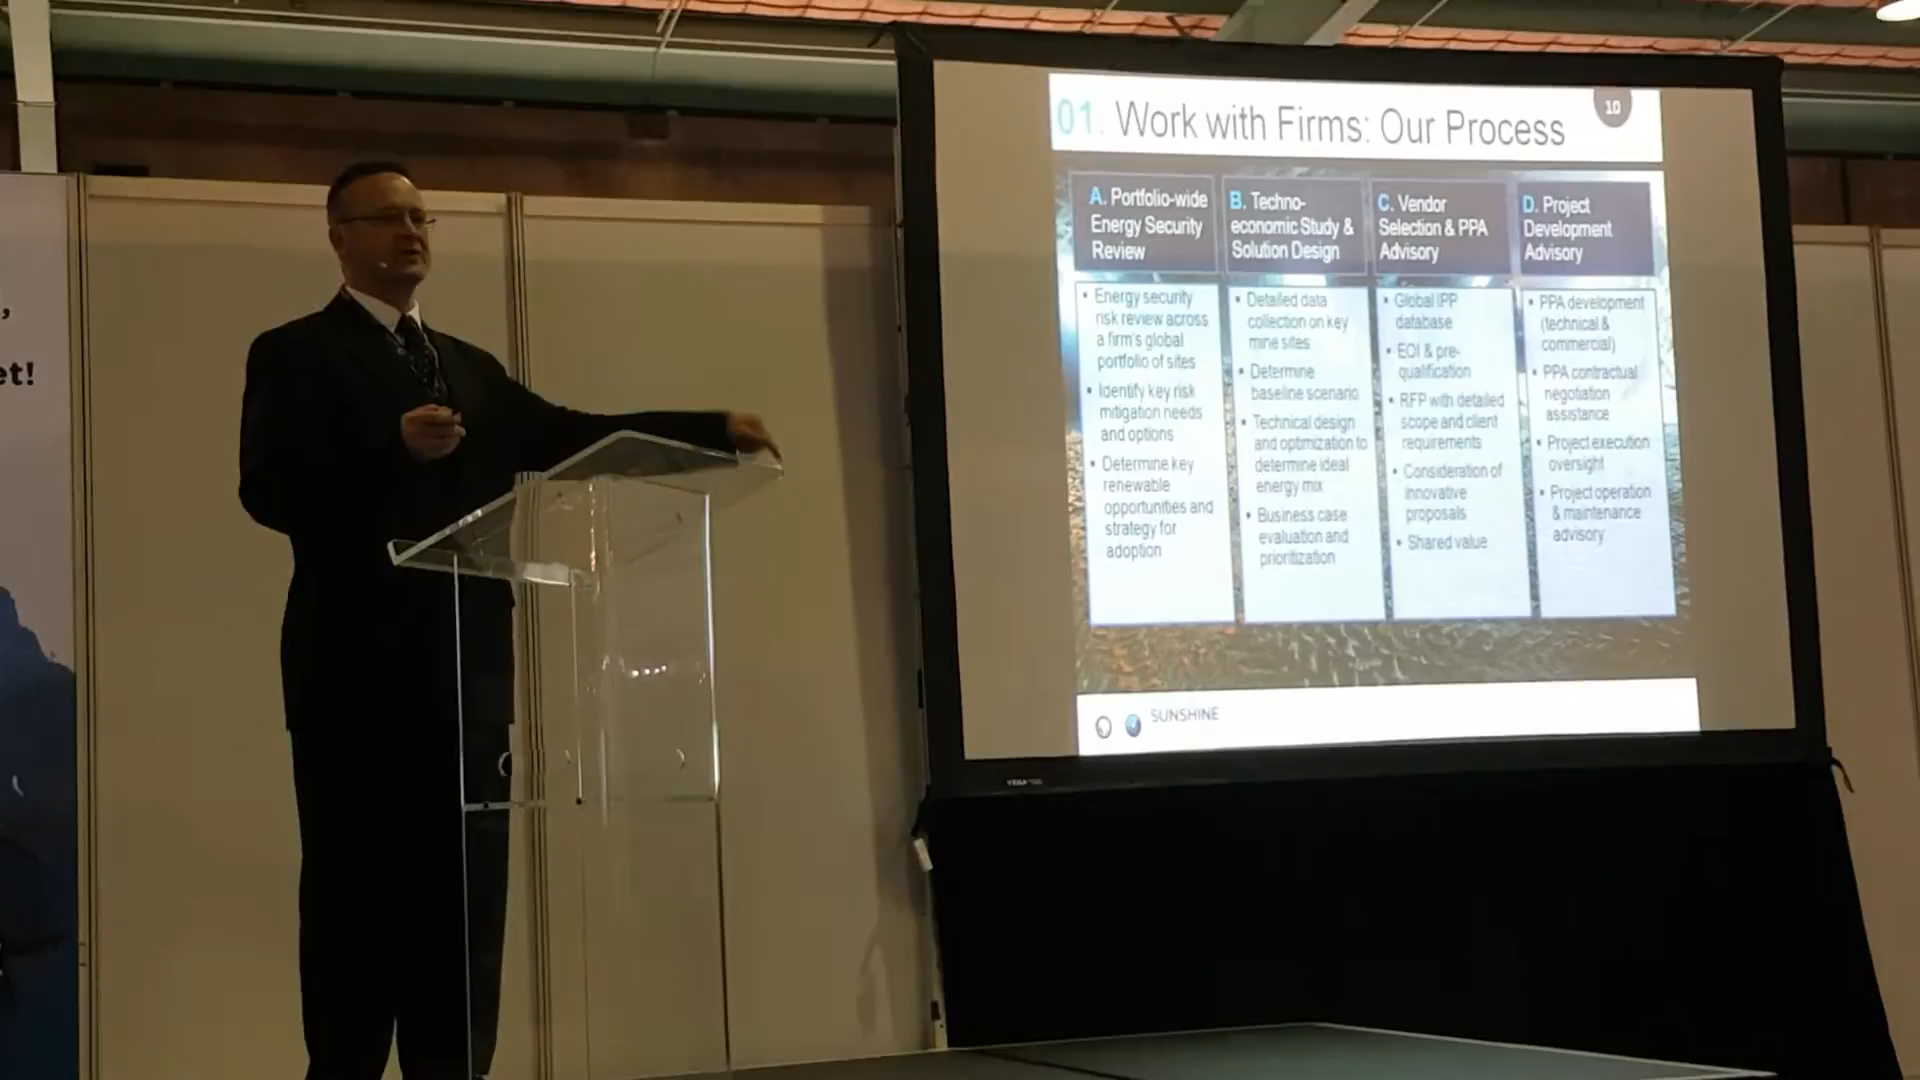 ,
et!
01. Work with Firms: Our Process
10
A. Portfolio-wide
Energy Security
Review
• Energy security
risk review across
a firm's global
portfolio of sites
• Identify key risk
mitigation needs
and options
• Determine key
renewable
opportunities and
strategy for
adoption
B. Techno-
economic Study &
Solution Design
• Detailed data
collection on key
mine sites
• Determine
baseline scenario
• Technical design
and optimization to
determine ideal
energy mix
• Business case
evaluation and
prioritization
C. Vendor
Selection & PPA
Advisory
• Global IPP
database
• EOI & pre-
qualification
• RFP with detailed
scope and client
requirements
• Consideration of
innovative
proposals
• Shared value
D. Project
Development
Advisory
• PPA development
(technical &
commercial)
• PPA contractual
negotiation
assistance
• Project execution
oversight
• Project operation
& maintenance
advisory
SUNSHINE